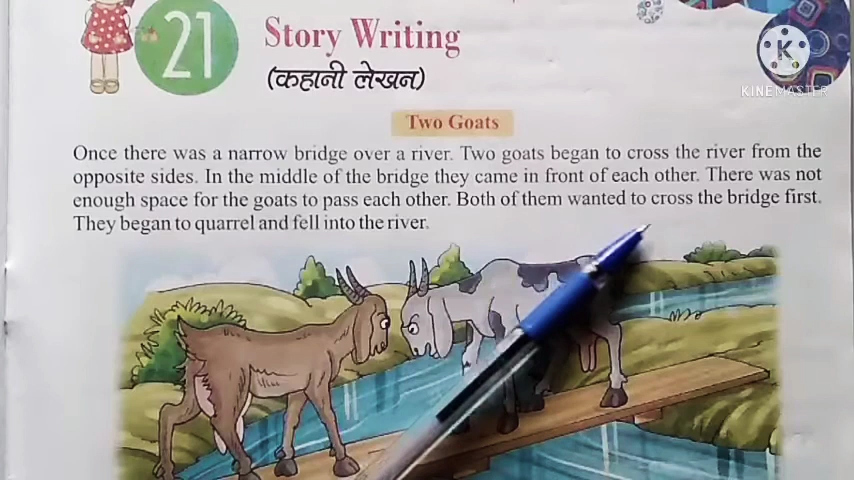 21
Story Writing
(कहानी लेखन)
K
KINEMASTER
Two Goats
Once there was a narrow bridge over a river. Two goats began to cross the river from the
opposite sides. In the middle of the bridge they came in front of each other. There was not
enough space for the goats to pass each other. Both of them wanted to cross the bridge first.
They began to quarrel and fell into the river.